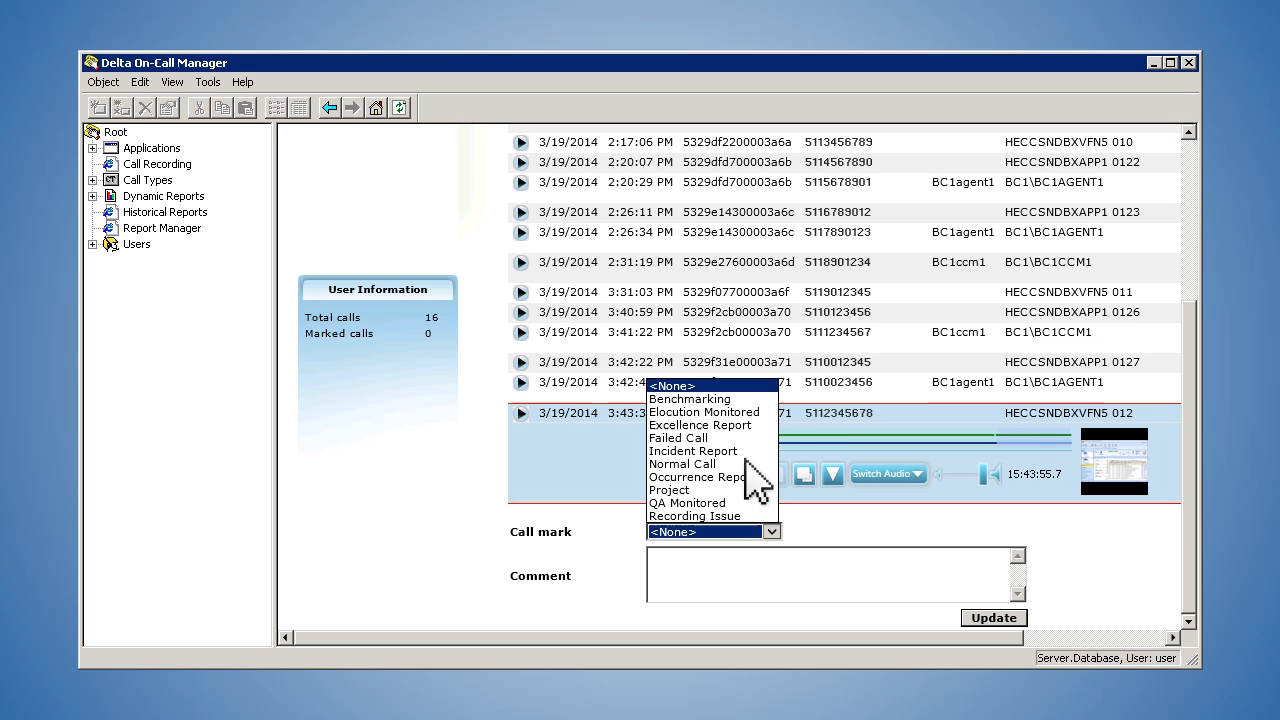 Delta On-Call Manager
Object Edit View Tools Help
Root
Applications
Call Recording
Call Types
Dynamic Reports
Historical Reports
Report Manager
Users
User Information
Total calls 16
Marked calls 0
3/19/2014 2:17:06 PM 5329df2200003a6a 5113456789 HECCSNDBXVFN5 010
3/19/2014 2:20:07 PM 5329dfd700003a6b 5114567890 HECCSNDBXAPP1 0122
3/19/2014 2:20:29 PM 5329dfd700003a6b 5115678901 BC1agent1 BC1\BC1AGENT1
3/19/2014 2:26:11 PM 5329e14300003a6c 5116789012 HECCSNDBXAPP1 0123
3/19/2014 2:26:34 PM 5329e14300003a6c 5117890123 BC1agent1 BC1\BC1AGENT1
3/19/2014 2:31:19 PM 5329e27600003a6d 5118901234 BC1ccm1 BC1\BC1CCM1
3/19/2014 3:31:03 PM 5329f07700003a6f 5119012345 HECCSNDBXVFN5 011
3/19/2014 3:40:59 PM 5329f2cb00003a70 5110123456 HECCSNDBXAPP1 0126
3/19/2014 3:41:22 PM 5329f2cb00003a70 5111234567 BC1ccm1 BC1\BC1CCM1
3/19/2014 3:42:22 PM 5329f31e00003a71 5110012345 HECCSNDBXAPP1 0127
3/19/2014 3:42:4 71 5110023456 BC1agent1 BC1\BC1AGENT1
3/19/2014 3:43:3 71 5112345678 HECCSNDBXVFN5 012
<None>
Benchmarking
Elocution Monitored
Excellence Report
Failed Call
Incident Report
Normal Call
Occurrence Repo
Project
QA Monitored
Recording Issue
Switch Audio 15:43:55.7
Call mark <None>
Comment
Update
Server.Database, User: user